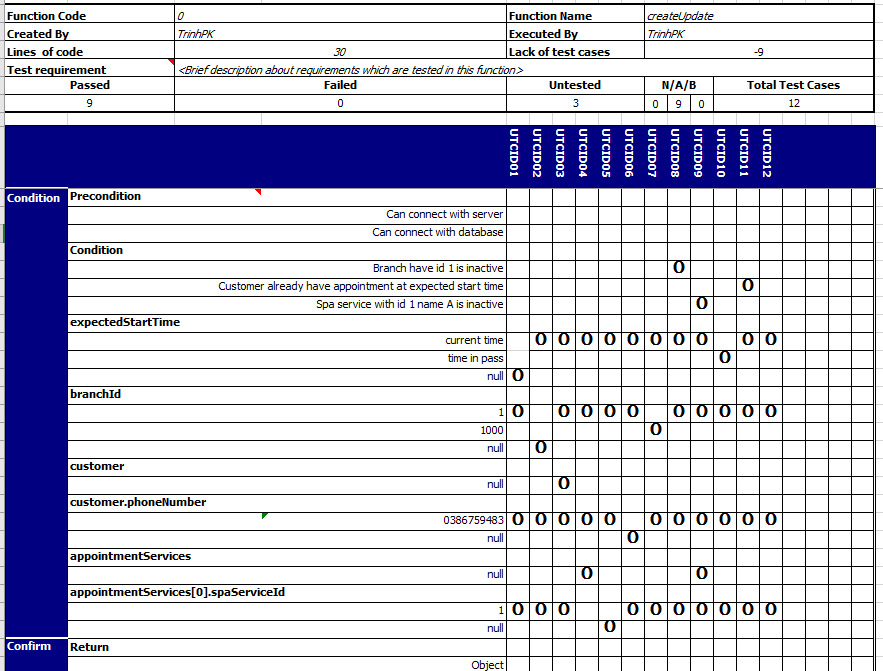 Function Code 0 Function Name createUpdate
Created By TrinhPK Executed By TrinhPK
Lines of code 30 Lack of test cases -9
Test requirement <Brief description about requirements which are tested in this function>
Passed Failed Untested N/A/B Total Test Cases
9 0 3 0 9 0 12
UTCID01 UTCID02 UTCID03 UTCID04 UTCID05 UTCID06 UTCID07 UTCID08 UTCID09 UTCID10 UTCID11 UTCID12
Condition Precondition
Can connect with server
Can connect with database
Condition
Branch have id 1 is inactive O
Customer already have appointment at expected start time O
Spa service with id 1 name A is inactive O
expectedStartTime
current time O O O O O O O O O O
time in pass O
null O
branchId
1 O O O O O O O O O O
1000 O
null O
customer
null O
customer.phoneNumber
0386759483 O O O O O O O O O O O
null O
appointmentServices
null O O
appointmentServices[0].spaServiceId
1 O O O O O O O O O O
null O
Confirm Return
Object